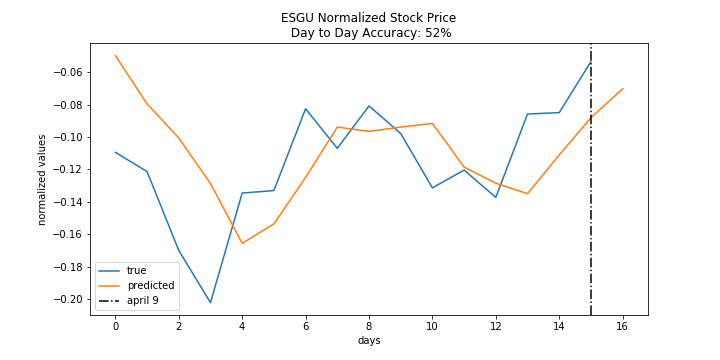 ESGU Normalized Stock Price
Day to Day Accuracy: 52%
normalized values
−0.06
−0.08
−0.10
−0.12
−0.14
−0.16
−0.18
−0.20
true
predicted
april 9
0 2 4 6 8 10 12 14 16
days